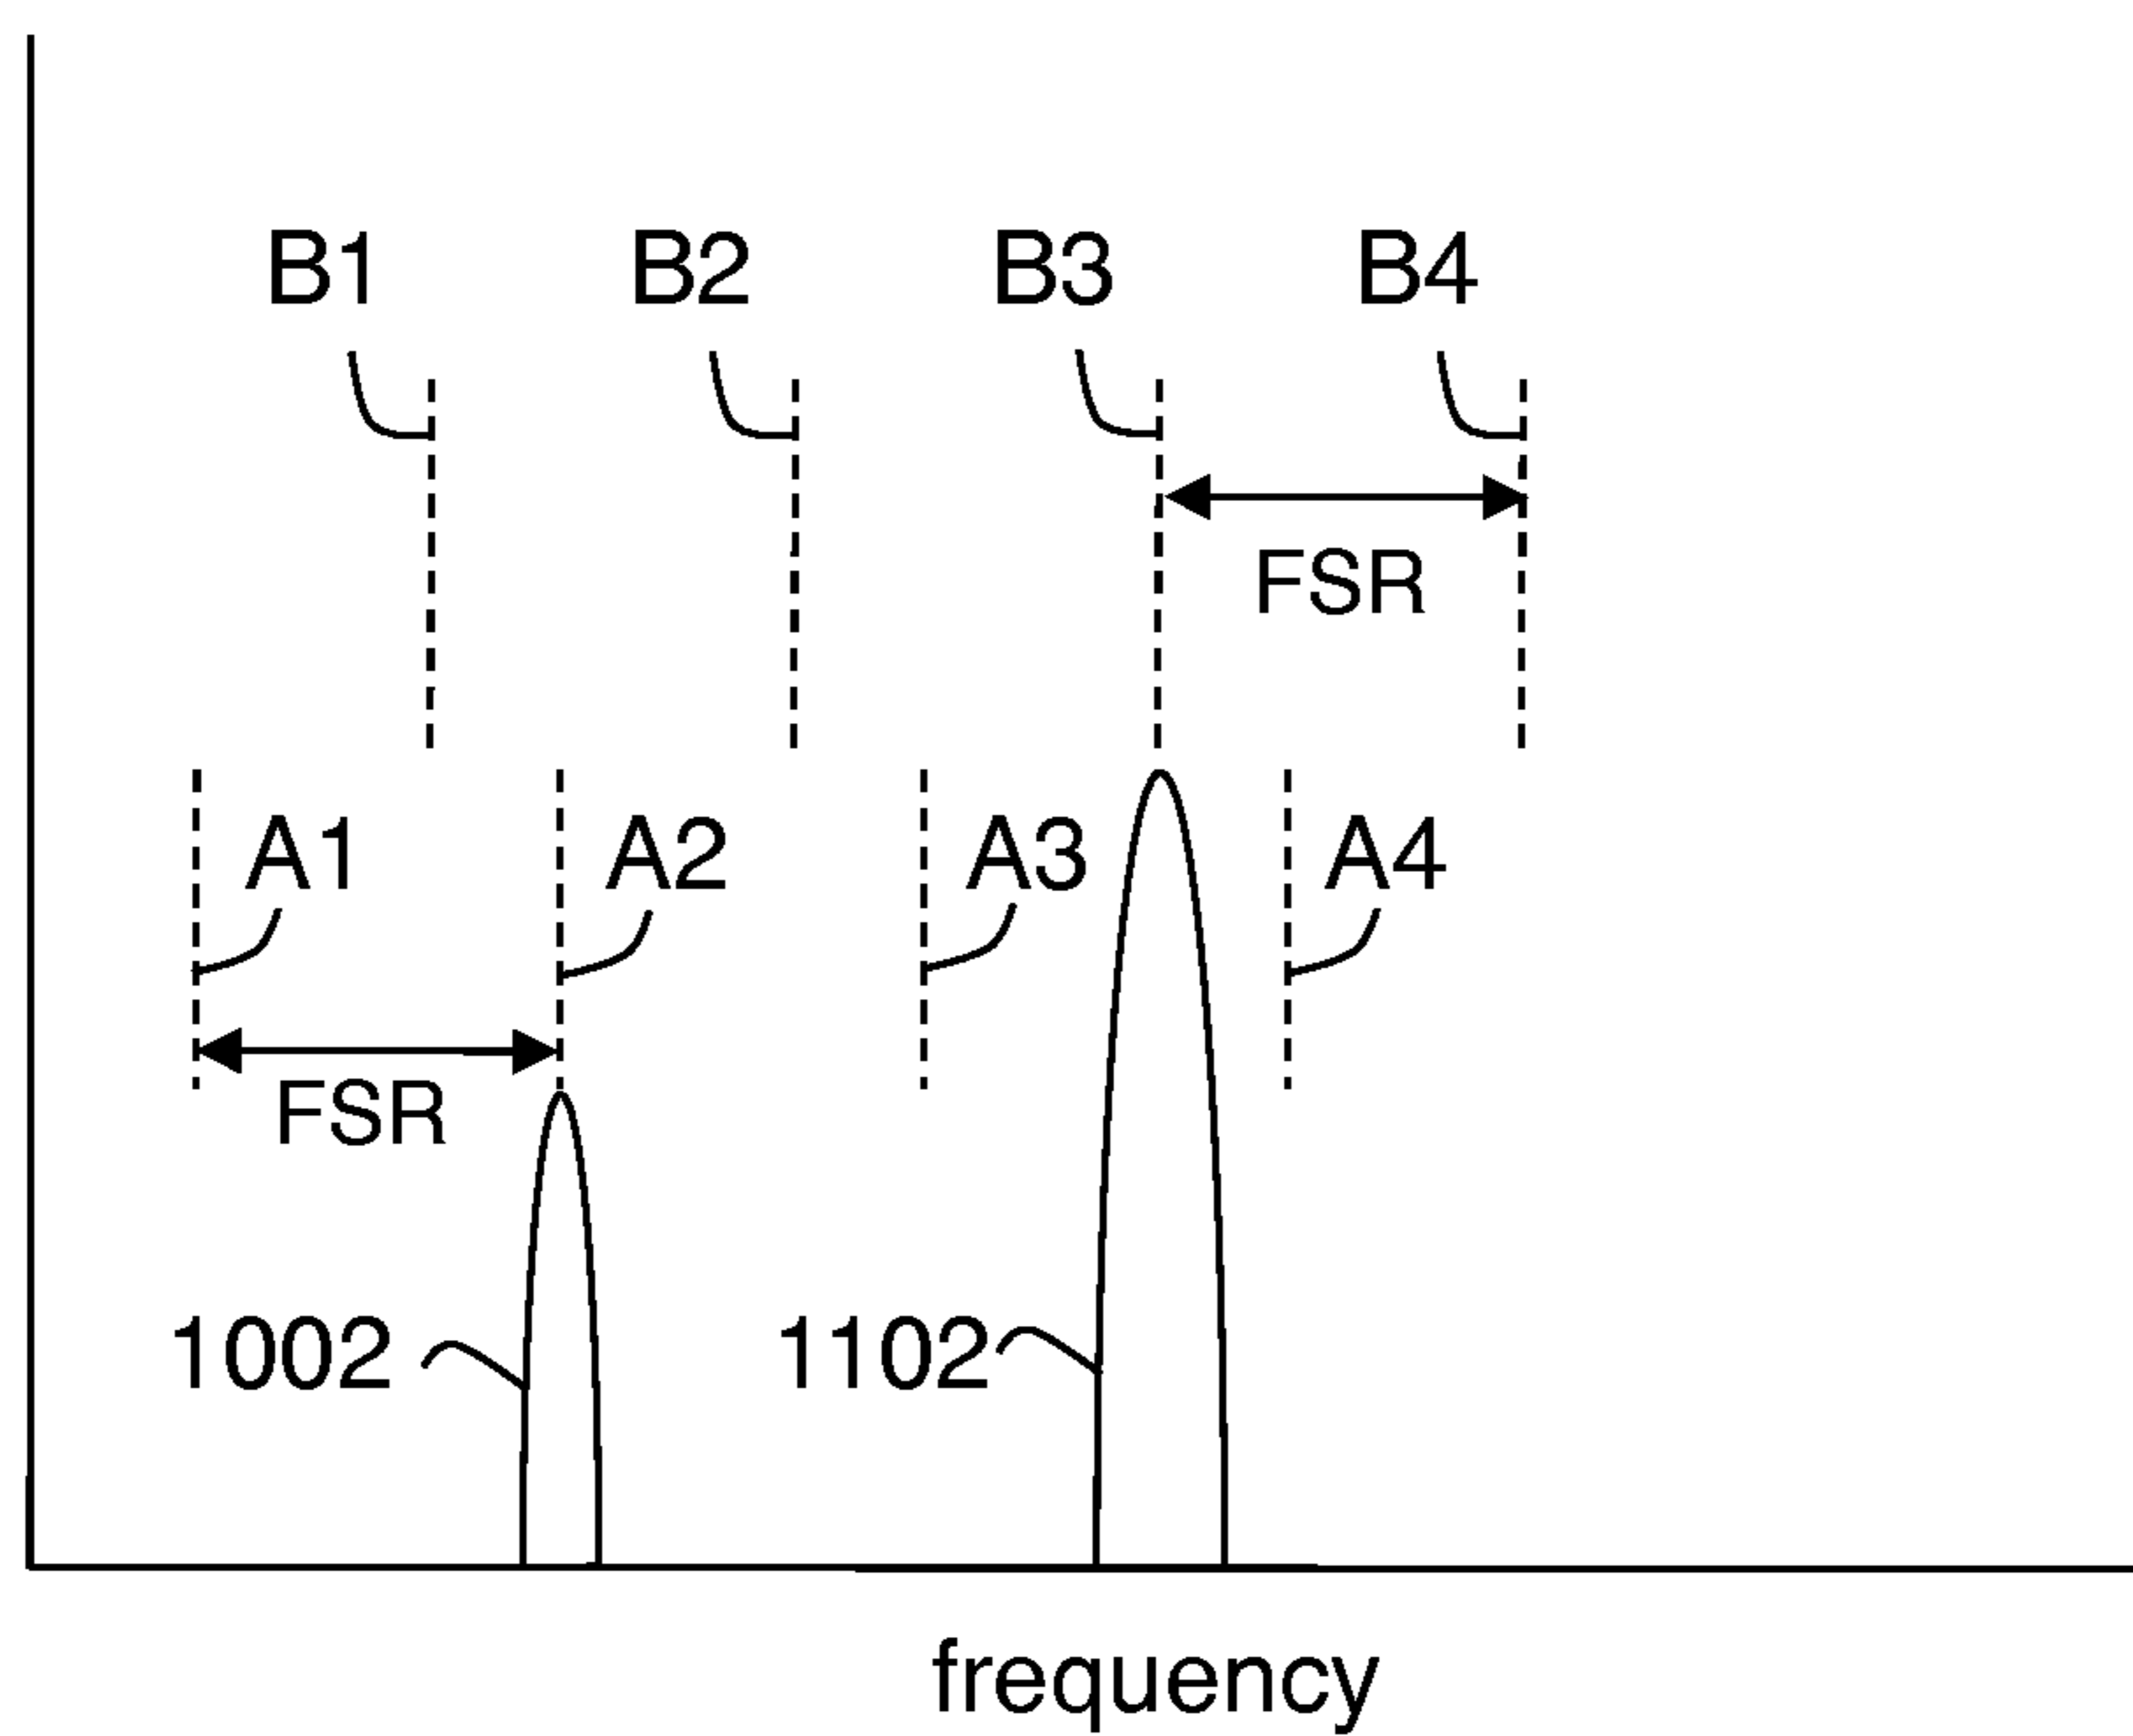 B1 B2 B3 B4
FSR
A1 A2 A3 A4
FSR
1002 1102
frequency